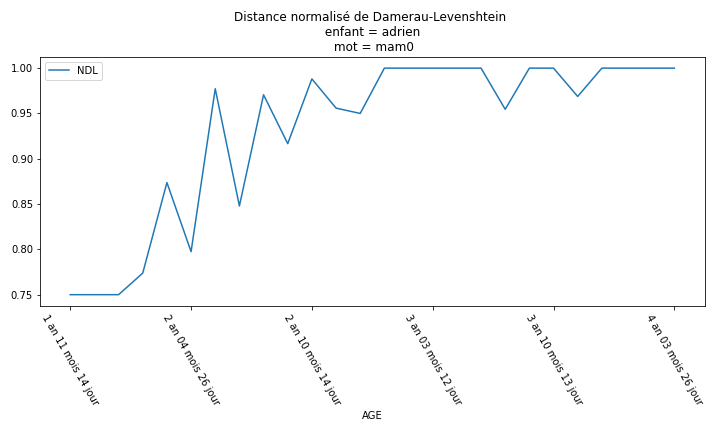 Distance normalisé de Damerau-Levenshtein
enfant = adrien
mot = mam0
NDL
1.00
0.95
0.90
0.85
0.80
0.75
1 an 11 mois 14 jour
2 an 04 mois 26 jour
2 an 10 mois 14 jour
3 an 03 mois 12 jour
3 an 10 mois 13 jour
4 an 03 mois 26 jour
AGE